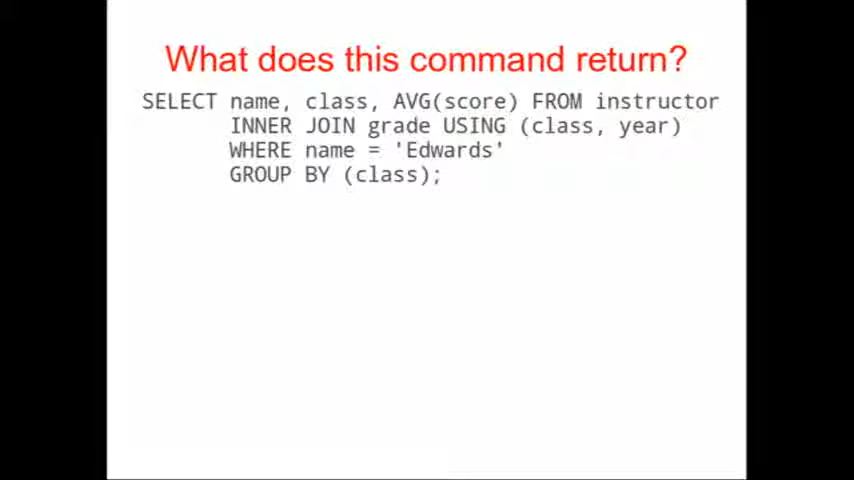 What does this command return?
SELECT name, class, AVG(score) FROM instructor
INNER JOIN grade USING (class, year)
WHERE name = 'Edwards'
GROUP BY (class);